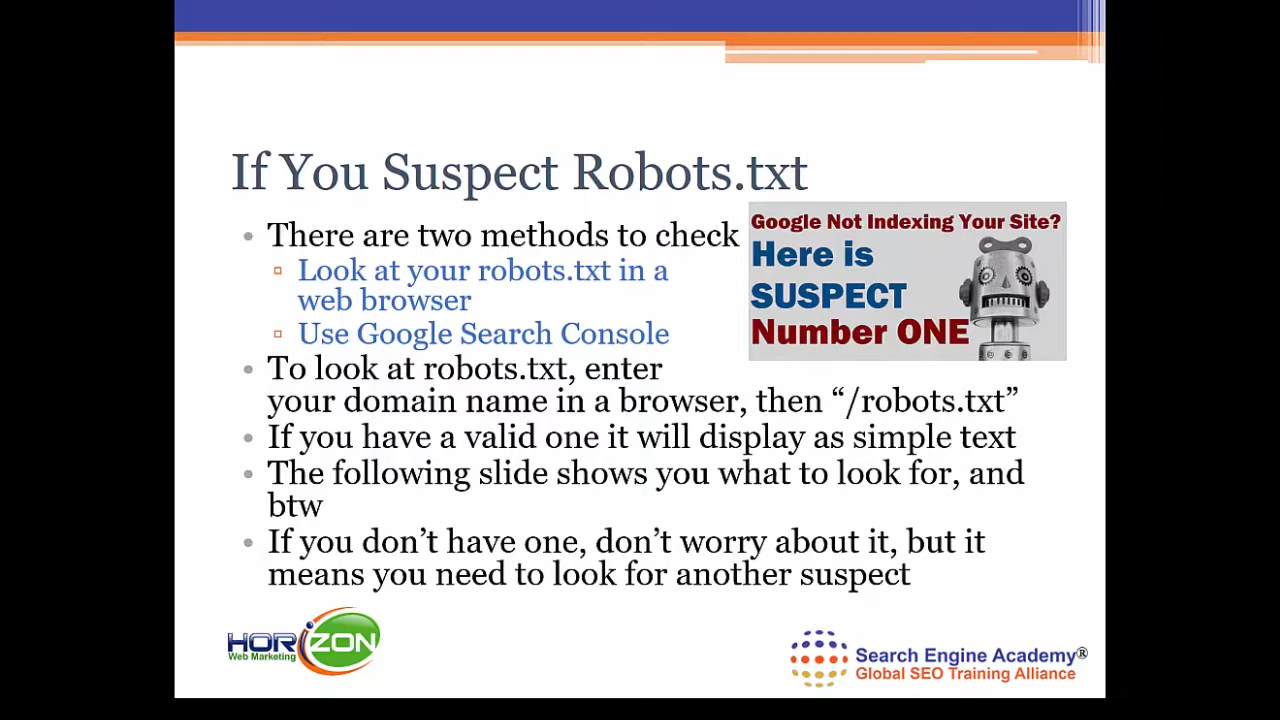 If You Suspect Robots.txt
• There are two methods to check
▫ Look at your robots.txt in a
web browser
▫ Use Google Search Console
• To look at robots.txt, enter
your domain name in a browser, then “/robots.txt”
• If you have a valid one it will display as simple text
• The following slide shows you what to look for, and
btw
• If you don’t have one, don’t worry about it, but it
means you need to look for another suspect
Google Not Indexing Your Site?
Here is
SUSPECT
Number ONE
HORIZON
Web Marketing
Search Engine Academy®
Global SEO Training Alliance